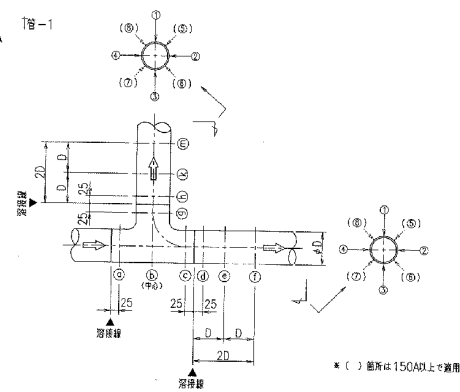 T管-1
①
(⑧) (⑤)
④ ②
(⑦) (⑥)
③
2D D D
ⓜ
ⓚ
ⓗ
ⓖ
25 25
溶接線
ⓐ ⓑ ⓒ ⓓ ⓔ ⓕ
(中心)
φD
25 25 D D
2D
溶接線
溶接線
①
(⑧) (⑤)
④ ②
(⑦) (⑥)
③
＊( ) 箇所は150A以上で適用